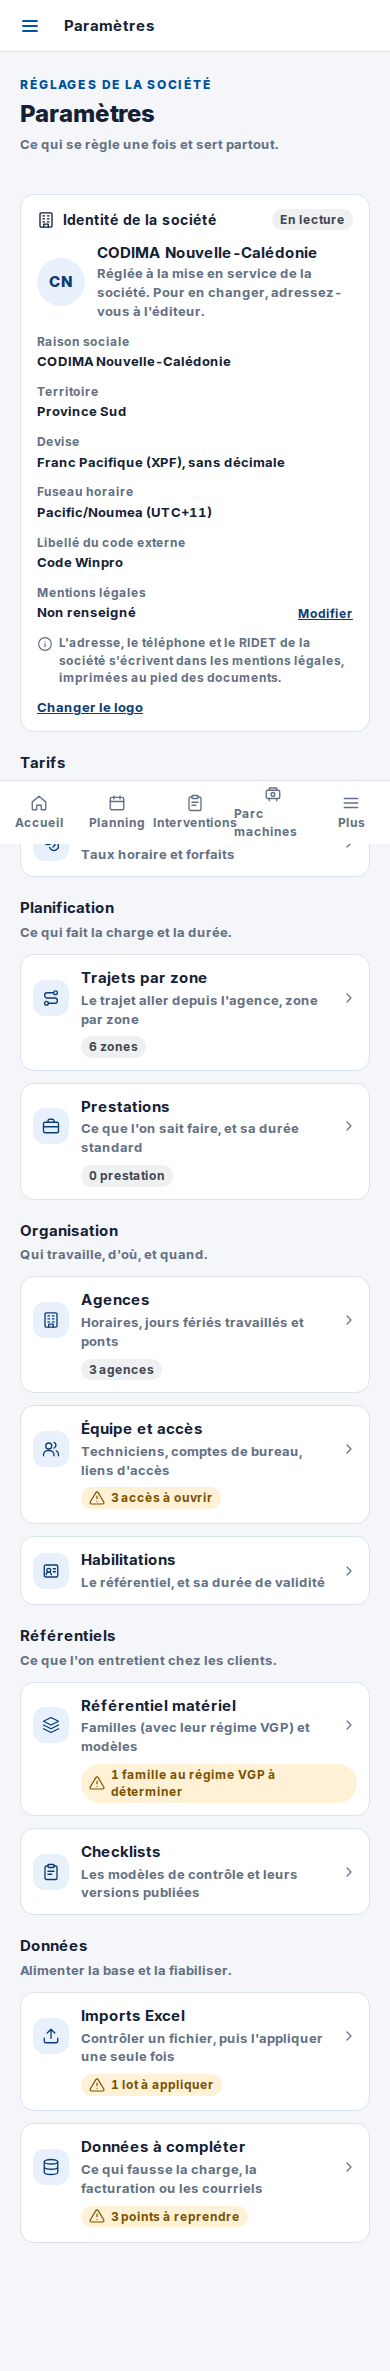 Paramètres
RÉGLAGES DE LA SOCIÉTÉ
Paramètres
Ce qui se règle une fois et sert partout.
Identité de la société
En lecture
CN
CODIMA Nouvelle-Calédonie
Réglée à la mise en service de la
société. Pour en changer, adressez-
vous à l'éditeur.
Raison sociale
CODIMA Nouvelle-Calédonie
Territoire
Province Sud
Devise
Franc Pacifique (XPF), sans décimale
Fuseau horaire
Pacific/Noumea (UTC+11)
Libellé du code externe
Code Winpro
Mentions légales
Non renseigné
Modifier
L'adresse, le téléphone et le RIDET de la
société s'écrivent dans les mentions légales,
imprimées au pied des documents.
Changer le logo
Tarifs
Accueil
Planning
Interventions
Parc
machines
Plus
Taux horaire et forfaits
Planification
Ce qui fait la charge et la durée.
Trajets par zone
Le trajet aller depuis l'agence, zone
par zone
6 zones
Prestations
Ce que l'on sait faire, et sa durée
standard
0 prestation
Organisation
Qui travaille, d'où, et quand.
Agences
Horaires, jours fériés travaillés et
ponts
3 agences
Équipe et accès
Techniciens, comptes de bureau,
liens d'accès
3 accès à ouvrir
Habilitations
Le référentiel, et sa durée de validité
Référentiels
Ce que l'on entretient chez les clients.
Référentiel matériel
Familles (avec leur régime VGP) et
modèles
1 famille au régime VGP à
déterminer
Checklists
Les modèles de contrôle et leurs
versions publiées
Données
Alimenter la base et la fiabiliser.
Imports Excel
Contrôler un fichier, puis l'appliquer
une seule fois
1 lot à appliquer
Données à compléter
Ce qui fausse la charge, la
facturation ou les courriels
3 points à reprendre